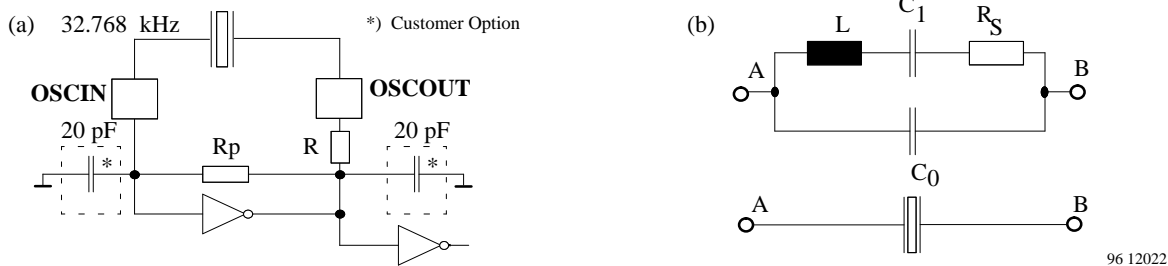 (a) 32.768 kHz
*) Customer Option
OSCIN
OSCOUT
20 pF
*
Rp
R
20 pF
*
(b)
C1
L
RS
A
B
C0
A
B
96 12022